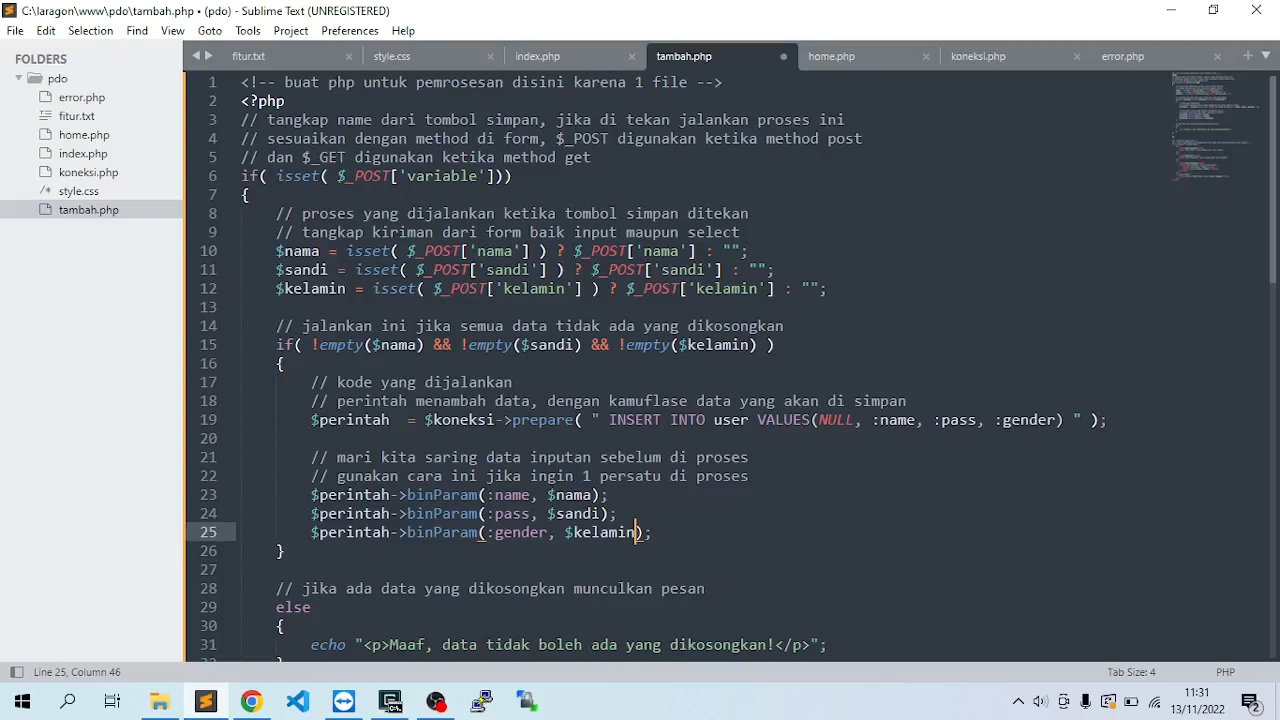 C:\laragon\www\pdo\tambah.php • (pdo) - Sublime Text (UNREGISTERED)
File Edit Selection Find View Goto Tools Project Preferences Help
FOLDERS
pdo
error.php
fitur.txt
home.php
index.php
koneksi.php
style.css
tambah.php
fitur.txt style.css index.php tambah.php home.php koneksi.php error.php
1 <!-- buat php untuk pemrosesan disini karena 1 file -->
2 <?php
3 // tangkap name dari tombol kirim, jika di tekan jalankan proses ini
4 // sesuaikan dengan method form, $_POST digunakan ketika method post
5 // dan $_GET digunakan ketika method get
6 if( isset( $_POST['variable'] ))
7 {
8 // proses yang dijalankan ketika tombol simpan ditekan
9 // tangkap kiriman dari form baik input maupun select
10 $nama = isset( $_POST['nama'] ) ? $_POST['nama'] : "";
11 $sandi = isset( $_POST['sandi'] ) ? $_POST['sandi'] : "";
12 $kelamin = isset( $_POST['kelamin'] ) ? $_POST['kelamin'] : "";
13
14 // jalankan ini jika semua data tidak ada yang dikosongkan
15 if( !empty($nama) && !empty($sandi) && !empty($kelamin) )
16 {
17 // kode yang dijalankan
18 // perintah menambah data, dengan kamuflase data yang akan di simpan
19 $perintah = $koneksi->prepare( " INSERT INTO user VALUES(NULL, :name, :pass, :gender) " );
20
21 // mari kita saring data inputan sebelum di proses
22 // gunakan cara ini jika ingin 1 persatu di proses
23 $perintah->binParam(:name, $nama);
24 $perintah->binParam(:pass, $sandi);
25 $perintah->binParam(:gender, $kelamin);
26 }
27
28 // jika ada data yang dikosongkan munculkan pesan
29 else
30 {
31 echo "<p>Maaf, data tidak boleh ada yang dikosongkan!</p>";
Line 25, Column 46
Tab Size: 4
PHP
11:31
13/11/2022
2